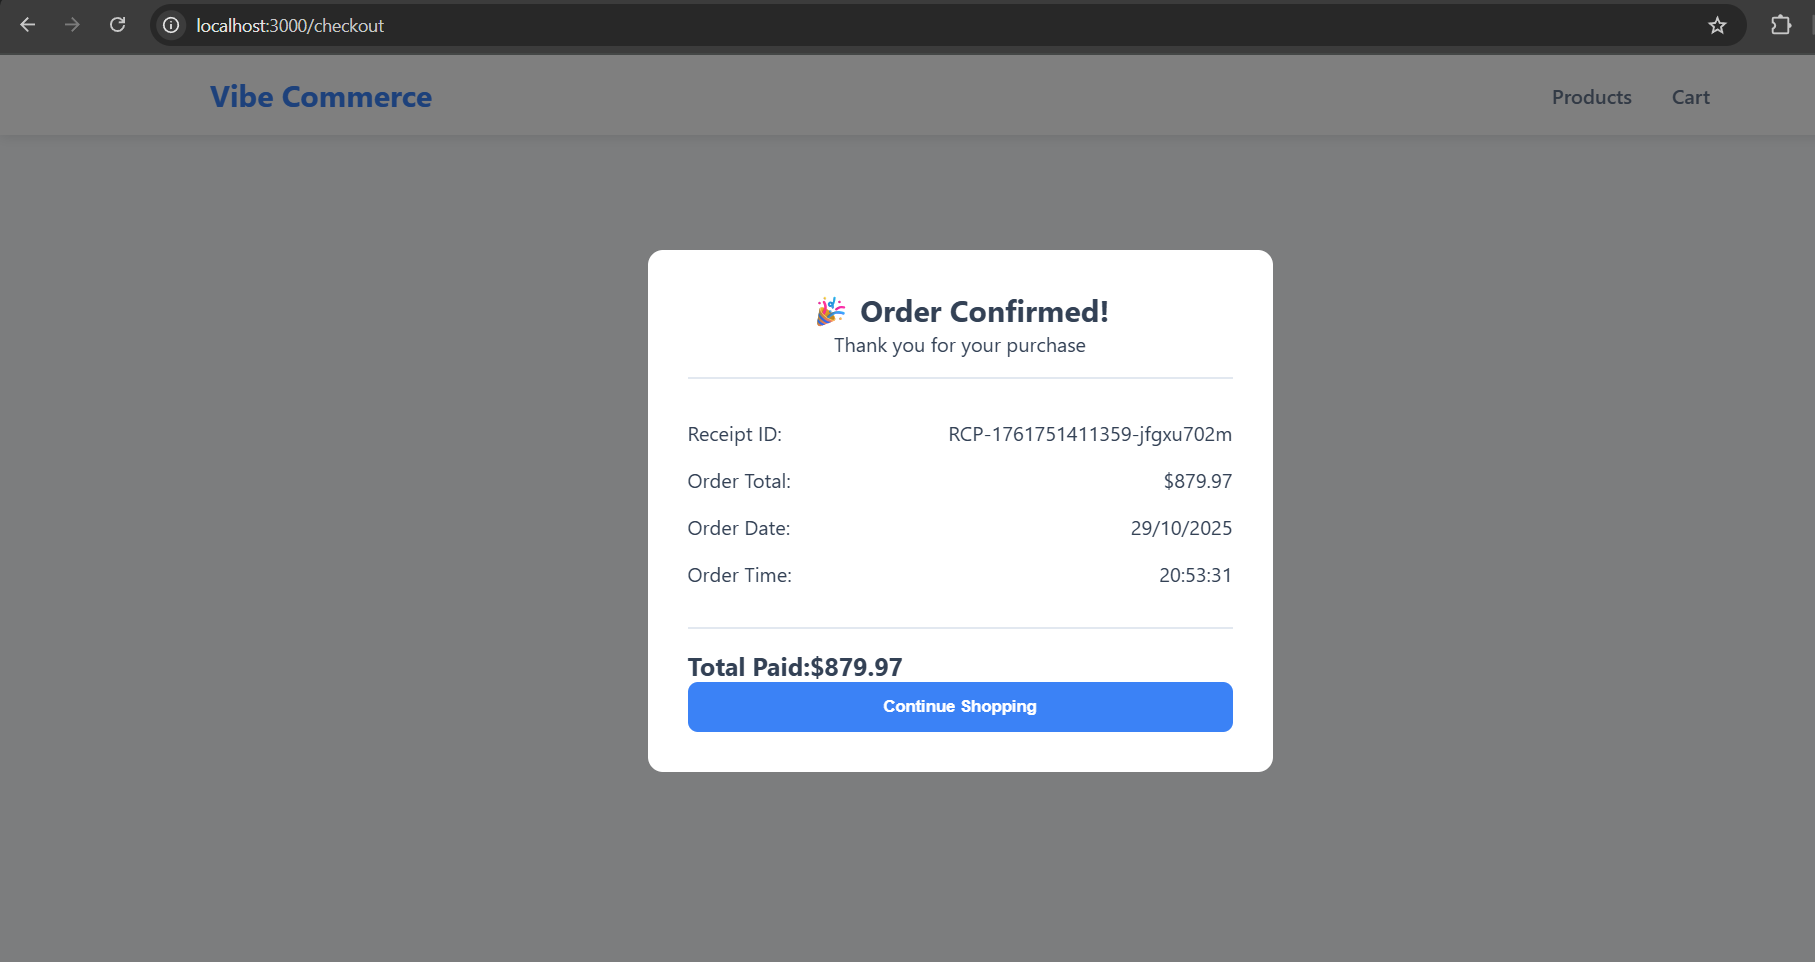 localhost:3000/checkout
Vibe Commerce
Products
Cart
🎉 Order Confirmed!
Thank you for your purchase
Receipt ID: RCP-1761751411359-jfgxu702m
Order Total: $879.97
Order Date: 29/10/2025
Order Time: 20:53:31
Total Paid:$879.97
Continue Shopping